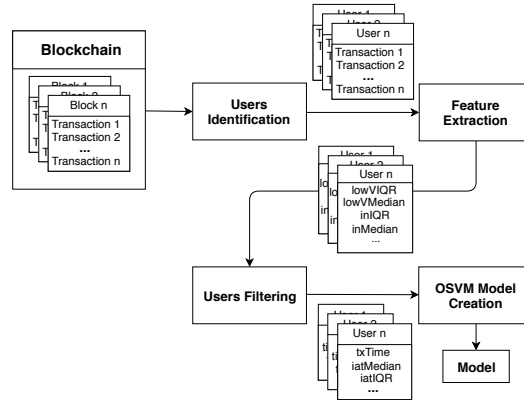 Blockchain
Block 1
Block 2
Block n
Transaction 1
Transaction 2
...
Transaction n
Users
Identification
User 1
User 2
User n
Transaction 1
Transaction 2
...
Transaction n
Feature
Extraction
User 1
User 2
User n
lowVIQR
lowVMedian
inIQR
inMedian
...
Users Filtering
User 1
User 2
User n
txTime
iatMedian
iatIQR
...
OSVM Model
Creation
Model